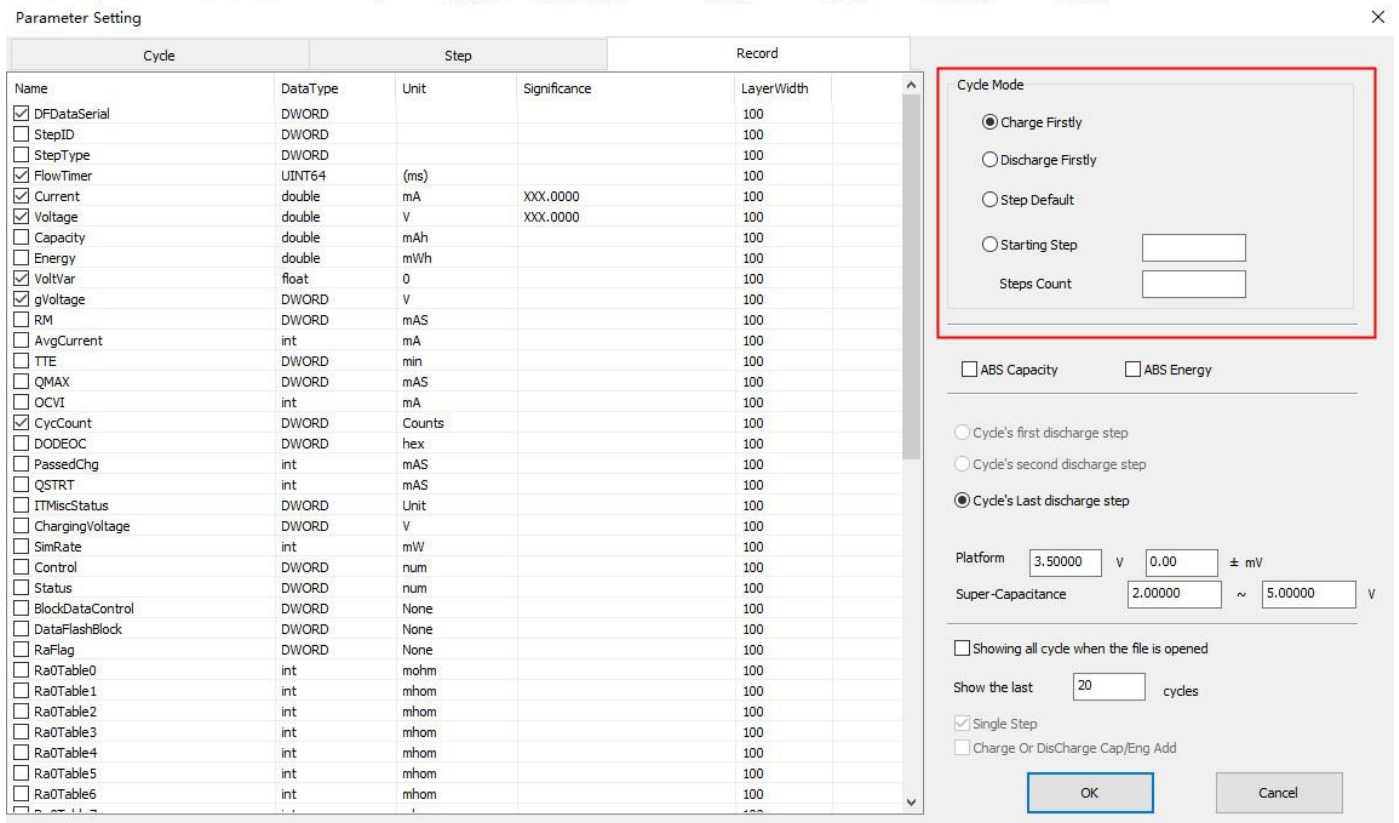 Parameter Setting
Cycle Step Record
Name DataType Unit Significance LayerWidth
DFDataSerial DWORD 100
StepID DWORD 100
StepType DWORD 100
FlowTimer UINT64 (ms) 100
Current double mA XXX.0000 100
Voltage double V XXX.0000 100
Capacity double mAh 100
Energy double mWh 100
VoltVar float 0 100
gVoltage DWORD V 100
RM DWORD mAS 100
AvgCurrent int mA 100
TTE DWORD min 100
QMAX DWORD mAS 100
OCVI int mA 100
CycCount DWORD Counts 100
DODEOC DWORD hex 100
PassedChg int mAS 100
QSTRT int mAS 100
ITMiscStatus DWORD Unit 100
ChargingVoltage DWORD V 100
SimRate int mW 100
Control DWORD num 100
Status DWORD num 100
BlockDataControl DWORD None 100
DataFlashBlock DWORD None 100
RaFlag DWORD None 100
Ra0Table0 int mohm 100
Ra0Table1 int mhom 100
Ra0Table2 int mhom 100
Ra0Table3 int mhom 100
Ra0Table4 int mhom 100
Ra0Table5 int mhom 100
Ra0Table6 int mhom 100
Cycle Mode
Charge Firstly
Discharge Firstly
Step Default
Starting Step
Steps Count
ABS Capacity ABS Energy
Cycle's first discharge step
Cycle's second discharge step
Cycle's Last discharge step
Platform 3.50000 V 0.00 ± mV
Super-Capacitance 2.00000 ~ 5.00000 V
Showing all cycle when the file is opened
Show the last 20 cycles
Single Step
Charge Or DisCharge Cap/Eng Add
OK Cancel